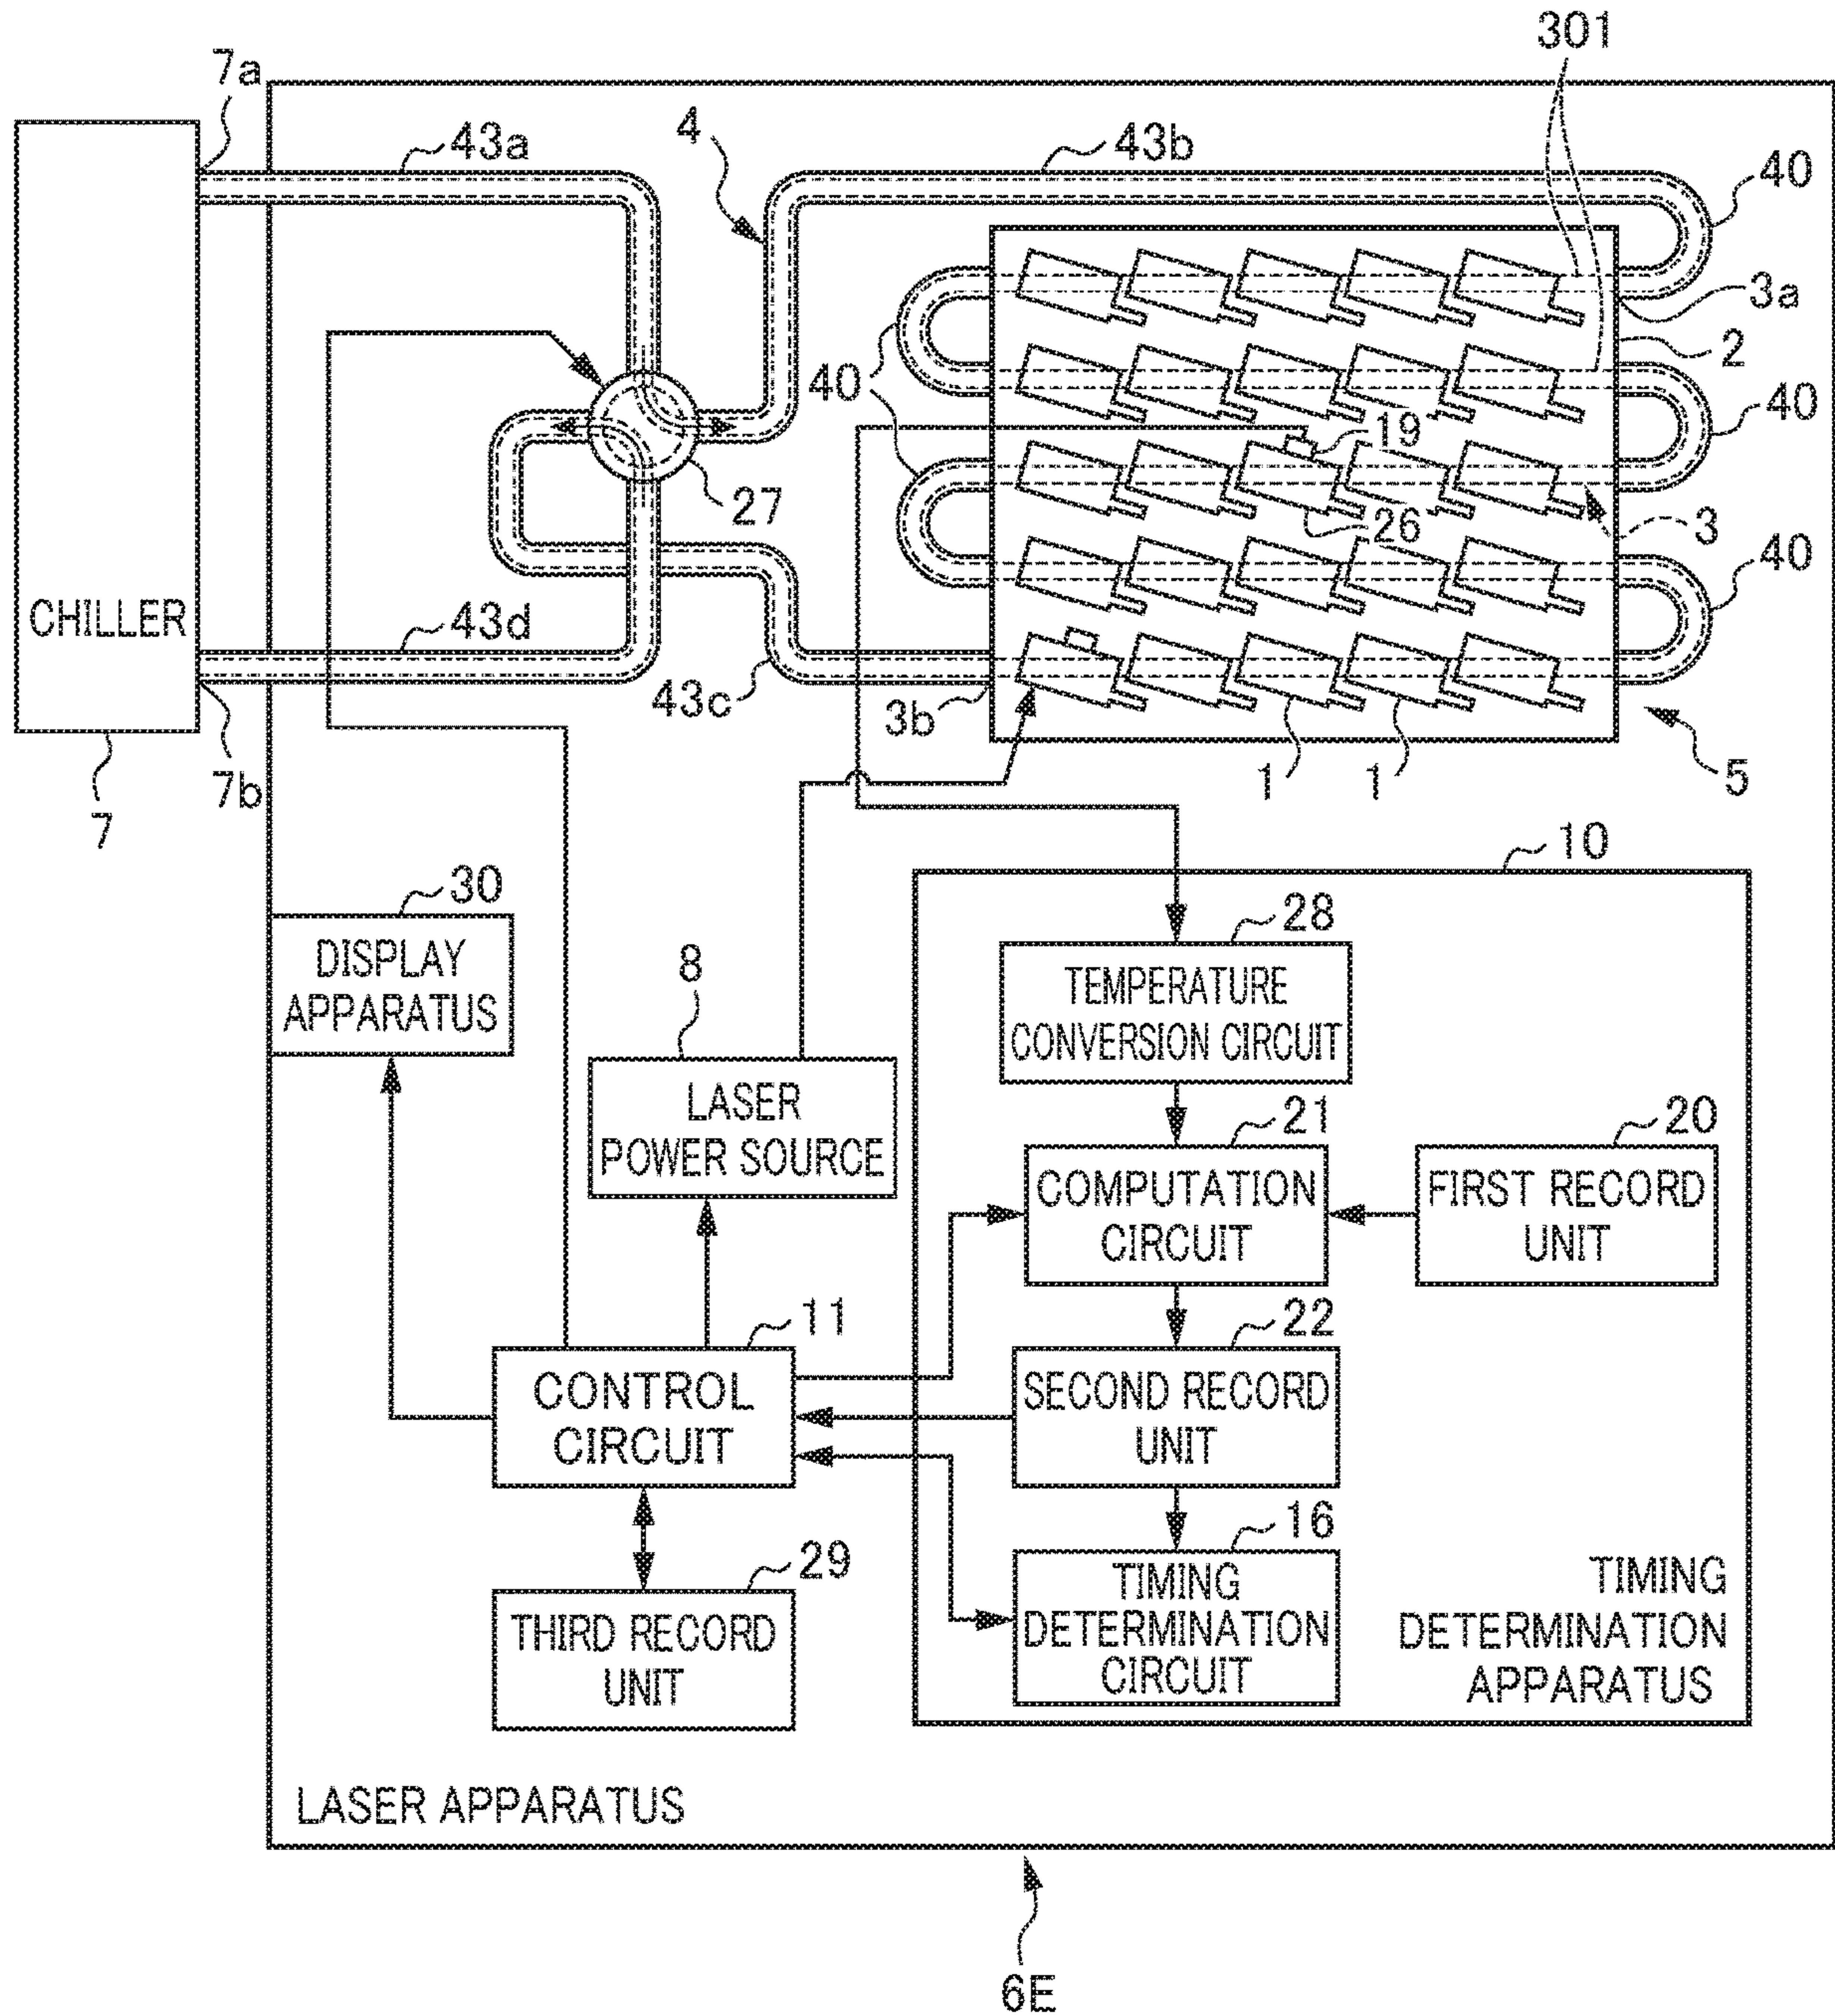 301
7a
43a
4
43b
40
3a
2
40
40
19
27
26
3
40
CHILLER
43d
43c
3b
1
1
5
7b
7
10
30
28
DISPLAY
APPARATUS
8
TEMPERATURE
CONVERSION CIRCUIT
LASER
POWER SOURCE
21
20
COMPUTATION
CIRCUIT
FIRST RECORD
UNIT
11
22
CONTROL
CIRCUIT
SECOND RECORD
UNIT
16
29
TIMING
DETERMINATION
CIRCUIT
TIMING
DETERMINATION
APPARATUS
THIRD RECORD
UNIT
LASER APPARATUS
6E